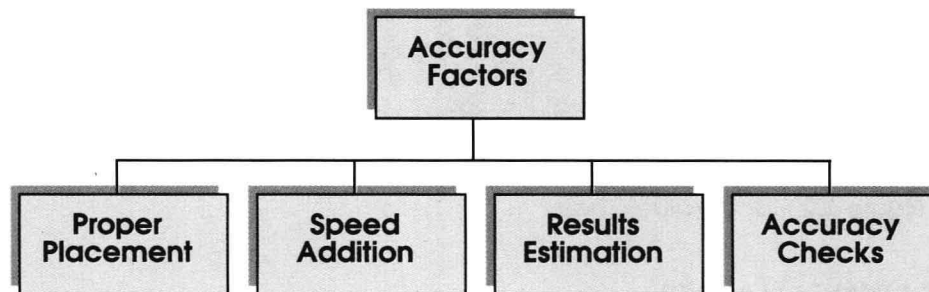 Accuracy
Factors
Proper
Placement
Speed
Addition
Results
Estimation
Accuracy
Checks